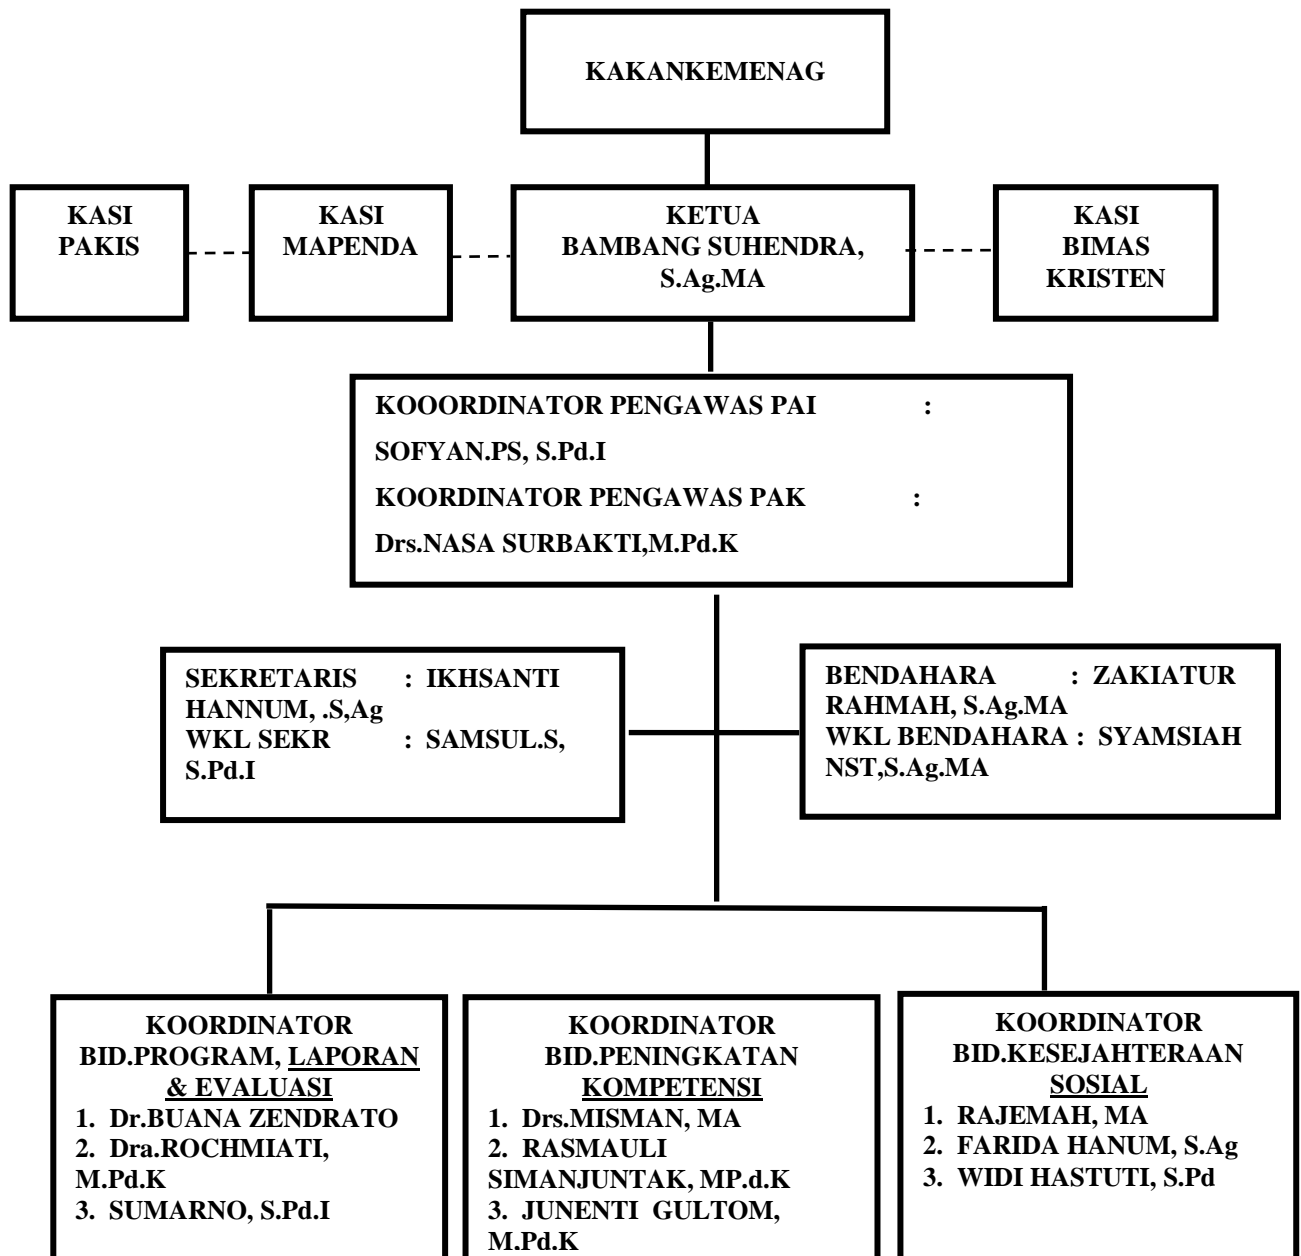 KAKANKEMENAG
KASI
PAKIS
KASI
MAPENDA
KETUA
BAMBANG SUHENDRA,
S.Ag.MA
KASI
BIMAS
KRISTEN
KOOORDINATOR PENGAWAS PAI :
SOFYAN.PS, S.Pd.I
KOORDINATOR PENGAWAS PAK :
Drs.NASA SURBAKTI,M.Pd.K
SEKRETARIS : IKHSANTI
HANNUM, .S,Ag
WKL SEKR : SAMSUL.S,
S.Pd.I
BENDAHARA : ZAKIATUR
RAHMAH, S.Ag.MA
WKL BENDAHARA : SYAMSIAH
NST,S.Ag.MA
KOORDINATOR
BID.PROGRAM, LAPORAN
& EVALUASI
1. Dr.BUANA ZENDRATO
2. Dra.ROCHMIATI,
M.Pd.K
3. SUMARNO, S.Pd.I
KOORDINATOR
BID.PENINGKATAN
KOMPETENSI
1. Drs.MISMAN, MA
2. RASMAULI
SIMANJUNTAK, MP.d.K
3. JUNENTI GULTOM,
M.Pd.K
KOORDINATOR
BID.KESEJAHTERAAN
SOSIAL
1. RAJEMAH, MA
2. FARIDA HANUM, S.Ag
3. WIDI HASTUTI, S.Pd